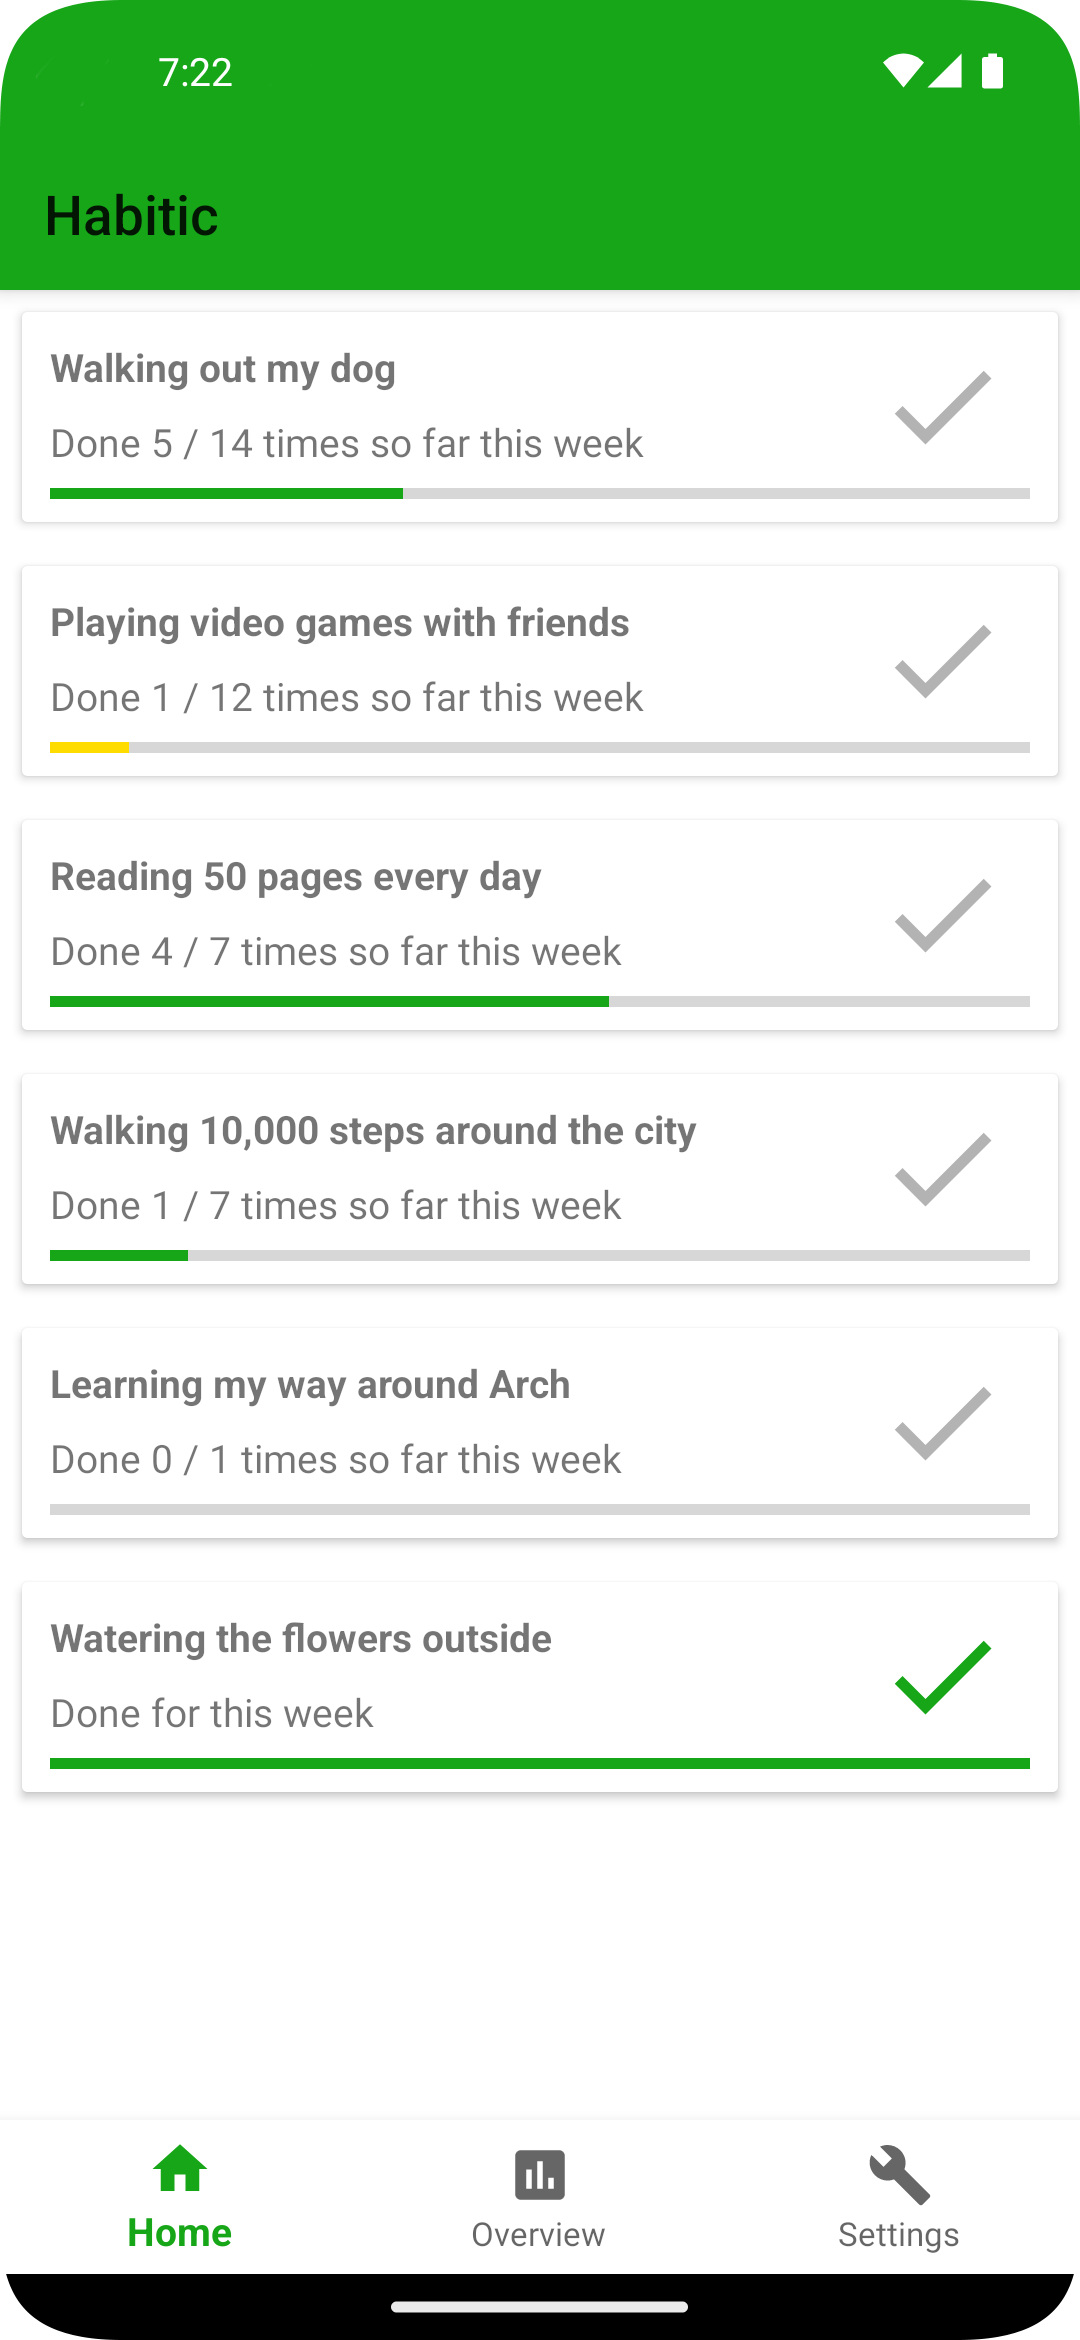 7:22
Habitic
Walking out my dog
Done 5 / 14 times so far this week
Playing video games with friends
Done 1 / 12 times so far this week
Reading 50 pages every day
Done 4 / 7 times so far this week
Walking 10,000 steps around the city
Done 1 / 7 times so far this week
Learning my way around Arch
Done 0 / 1 times so far this week
Watering the flowers outside
Done for this week
Home
Overview
Settings